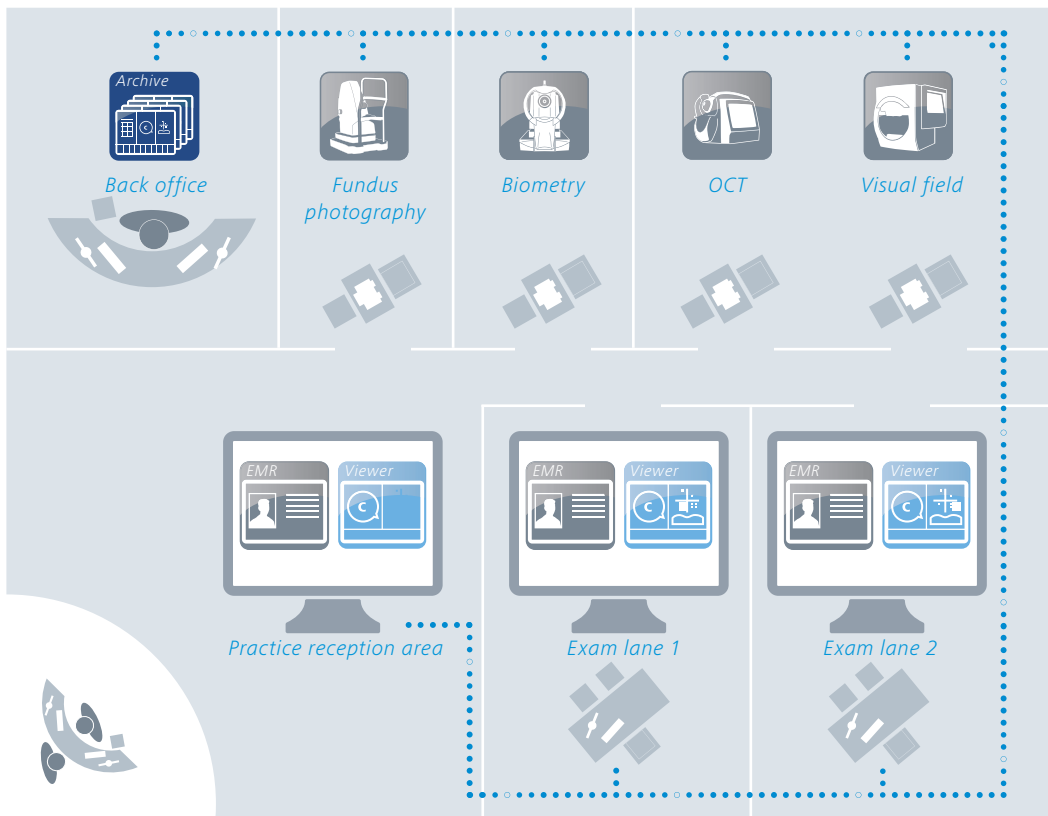 Archive
Back office
Fundus
photography
Biometry
OCT
Visual field
EMR
Viewer
C
Practice reception area
EMR
Viewer
C
Exam lane 1
EMR
Viewer
C
Exam lane 2